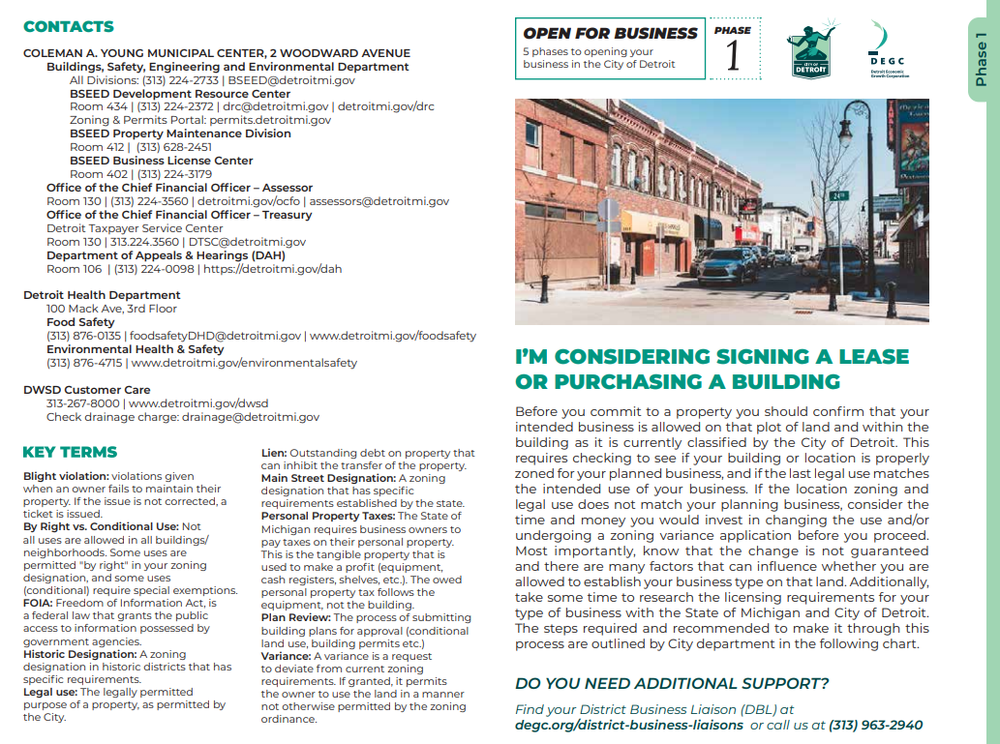 CONTACTS
COLEMAN A. YOUNG MUNICIPAL CENTER, 2 WOODWARD AVENUE
Buildings, Safety, Engineering and Environmental Department
All Divisions: (313) 224-2733 | BSEED@detroitmi.gov
BSEED Development Resource Center
Room 434 | (313) 224-2372 | drc@detroitmi.gov | detroitmi.gov/drc
Zoning & Permits Portal: permits.detroitmi.gov
BSEED Property Maintenance Division
Room 412 | (313) 628-2451
BSEED Business License Center
Room 402 | (313) 224-3179
Office of the Chief Financial Officer – Assessor
Room 130 | (313) 224-3560 | detroitmi.gov/ocfo | assessors@detroitmi.gov
Office of the Chief Financial Officer – Treasury
Detroit Taxpayer Service Center
Room 130 | 313.224.3560 | DTSC@detroitmi.gov
Department of Appeals & Hearings (DAH)
Room 106 | (313) 224-0098 | https://detroitmi.gov/dah
Detroit Health Department
100 Mack Ave, 3rd Floor
Food Safety
(313) 876-0135 | foodsafetyDHD@detroitmi.gov | www.detroitmi.gov/foodsafety
Environmental Health & Safety
(313) 876-4715 | www.detroitmi.gov/environmentalsafety
DWSD Customer Care
313-267-8000 | www.detroitmi.gov/dwsd
Check drainage charge: drainage@detroitmi.gov
KEY TERMS
Blight violation: violations given
when an owner fails to maintain their
property. If the issue is not corrected, a
ticket is issued.
By Right vs. Conditional Use: Not
all uses are allowed in all buildings/
neighborhoods. Some uses are
permitted "by right" in your zoning
designation, and some uses
(conditional) require special exemptions.
FOIA: Freedom of Information Act, is
a federal law that grants the public
access to information possessed by
government agencies.
Historic Designation: A zoning
designation in historic districts that has
specific requirements.
Legal use: The legally permitted
purpose of a property, as permitted by
the City.
Lien: Outstanding debt on property that
can inhibit the transfer of the property.
Main Street Designation: A zoning
designation that has specific
requirements established by the state.
Personal Property Taxes: The State of
Michigan requires business owners to
pay taxes on their personal property.
This is the tangible property that is
used to make a profit (equipment,
cash registers, shelves, etc.). The owed
personal property tax follows the
equipment, not the building.
Plan Review: The process of submitting
building plans for approval (conditional
land use, building permits etc.)
Variance: A variance is a request
to deviate from current zoning
requirements. If granted, it permits
the owner to use the land in a manner
not otherwise permitted by the zoning
ordinance.
OPEN FOR BUSINESS
5 phases to opening your
business in the City of Detroit
PHASE
1
CITY OF
DETROIT
DEGC
Detroit Economic
Growth Corporation
Phase 1
24TH
I'M CONSIDERING SIGNING A LEASE
OR PURCHASING A BUILDING
Before you commit to a property you should confirm that your
intended business is allowed on that plot of land and within the
building as it is currently classified by the City of Detroit. This
requires checking to see if your building or location is properly
zoned for your planned business, and if the last legal use matches
the intended use of your business. If the location zoning and
legal use does not match your planning business, consider the
time and money you would invest in changing the use and/or
undergoing a zoning variance application before you proceed.
Most importantly, know that the change is not guaranteed
and there are many factors that can influence whether you are
allowed to establish your business type on that land. Additionally,
take some time to research the licensing requirements for your
type of business with the State of Michigan and City of Detroit.
The steps required and recommended to make it through this
process are outlined by City department in the following chart.
DO YOU NEED ADDITIONAL SUPPORT?
Find your District Business Liaison (DBL) at
degc.org/district-business-liaisons or call us at (313) 963-2940